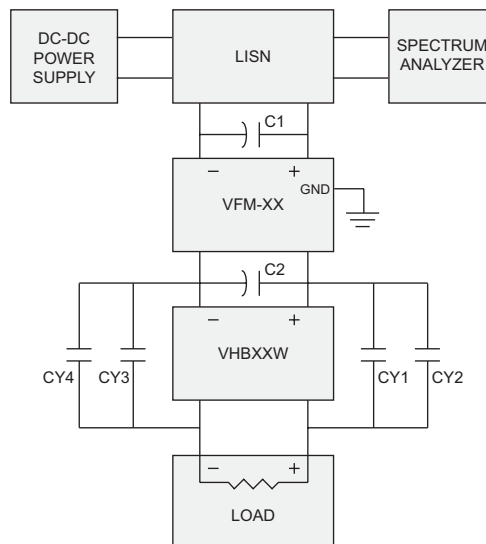 DC-DC
POWER
SUPPLY
LISN
SPECTRUM
ANALYZER
C1
− +
GND
VFM-XX
C2
− +
VHBXXW
CY4 CY3 CY1 CY2
− +
LOAD